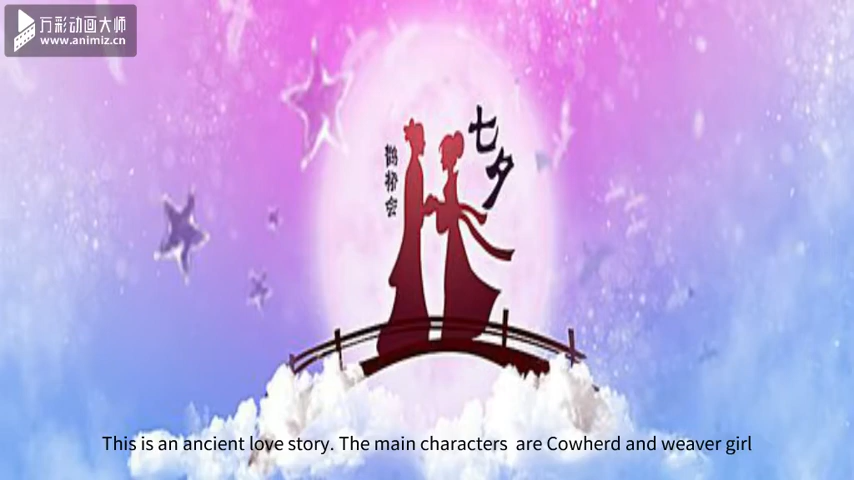 万彩动画大师
www.animiz.cn
七夕
鹊桥会
This is an ancient love story. The main characters  are Cowherd and weaver girl